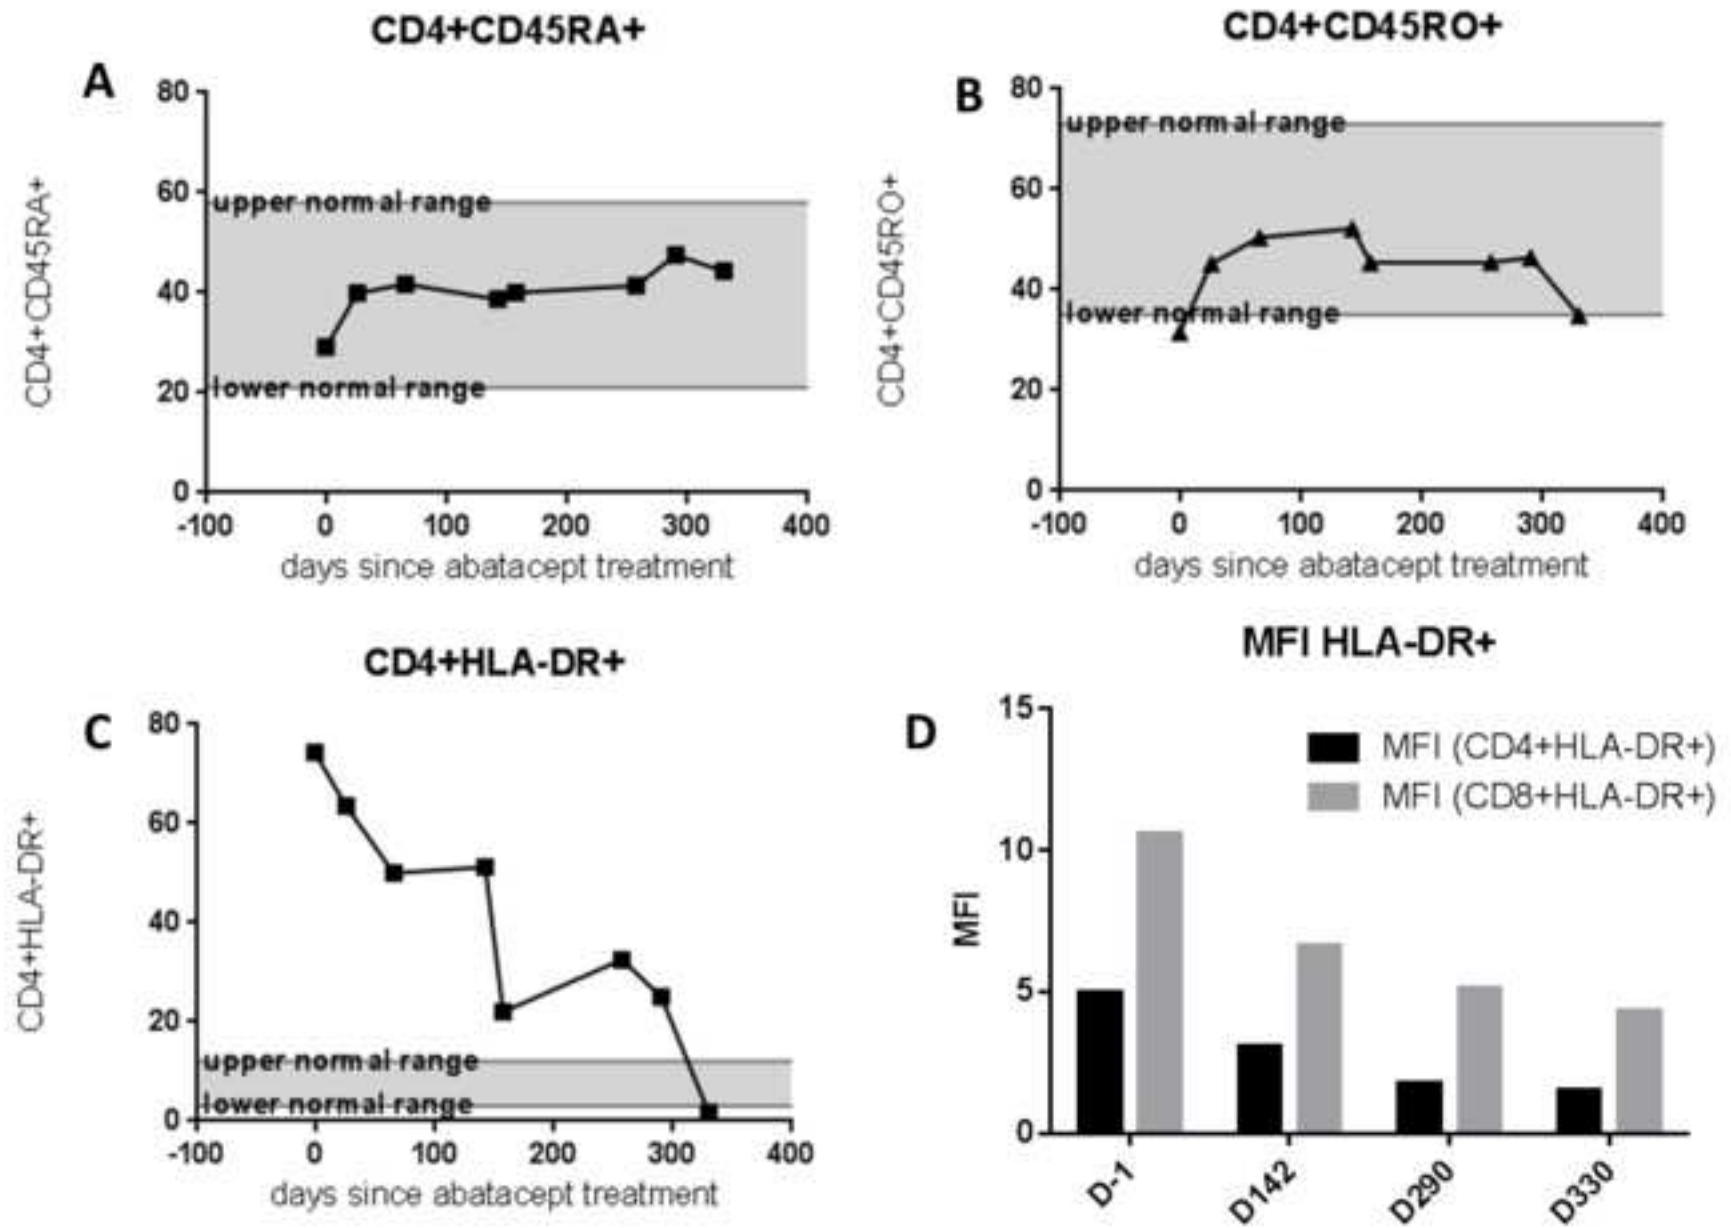 CD4+CD45RA+
A
CD4+CD45RA+
80
60
40
20
0
upper normal range
lower normal range
-100 0 100 200 300 400
days since abatacept treatment
CD4+CD45RO+
B
CD4+CD45RO+
80
60
40
20
0
upper normal range
lower normal range
-100 0 100 200 300 400
days since abatacept treatment
CD4+HLA-DR+
C
CD4+HLA-DR+
80
60
40
20
0
upper normal range
lower normal range
-100 0 100 200 300 400
days since abatacept treatment
MFI HLA-DR+
D
MFI
15
10
5
0
MFI (CD4+HLA-DR+)
MFI (CD8+HLA-DR+)
D-1 D142 D290 D330